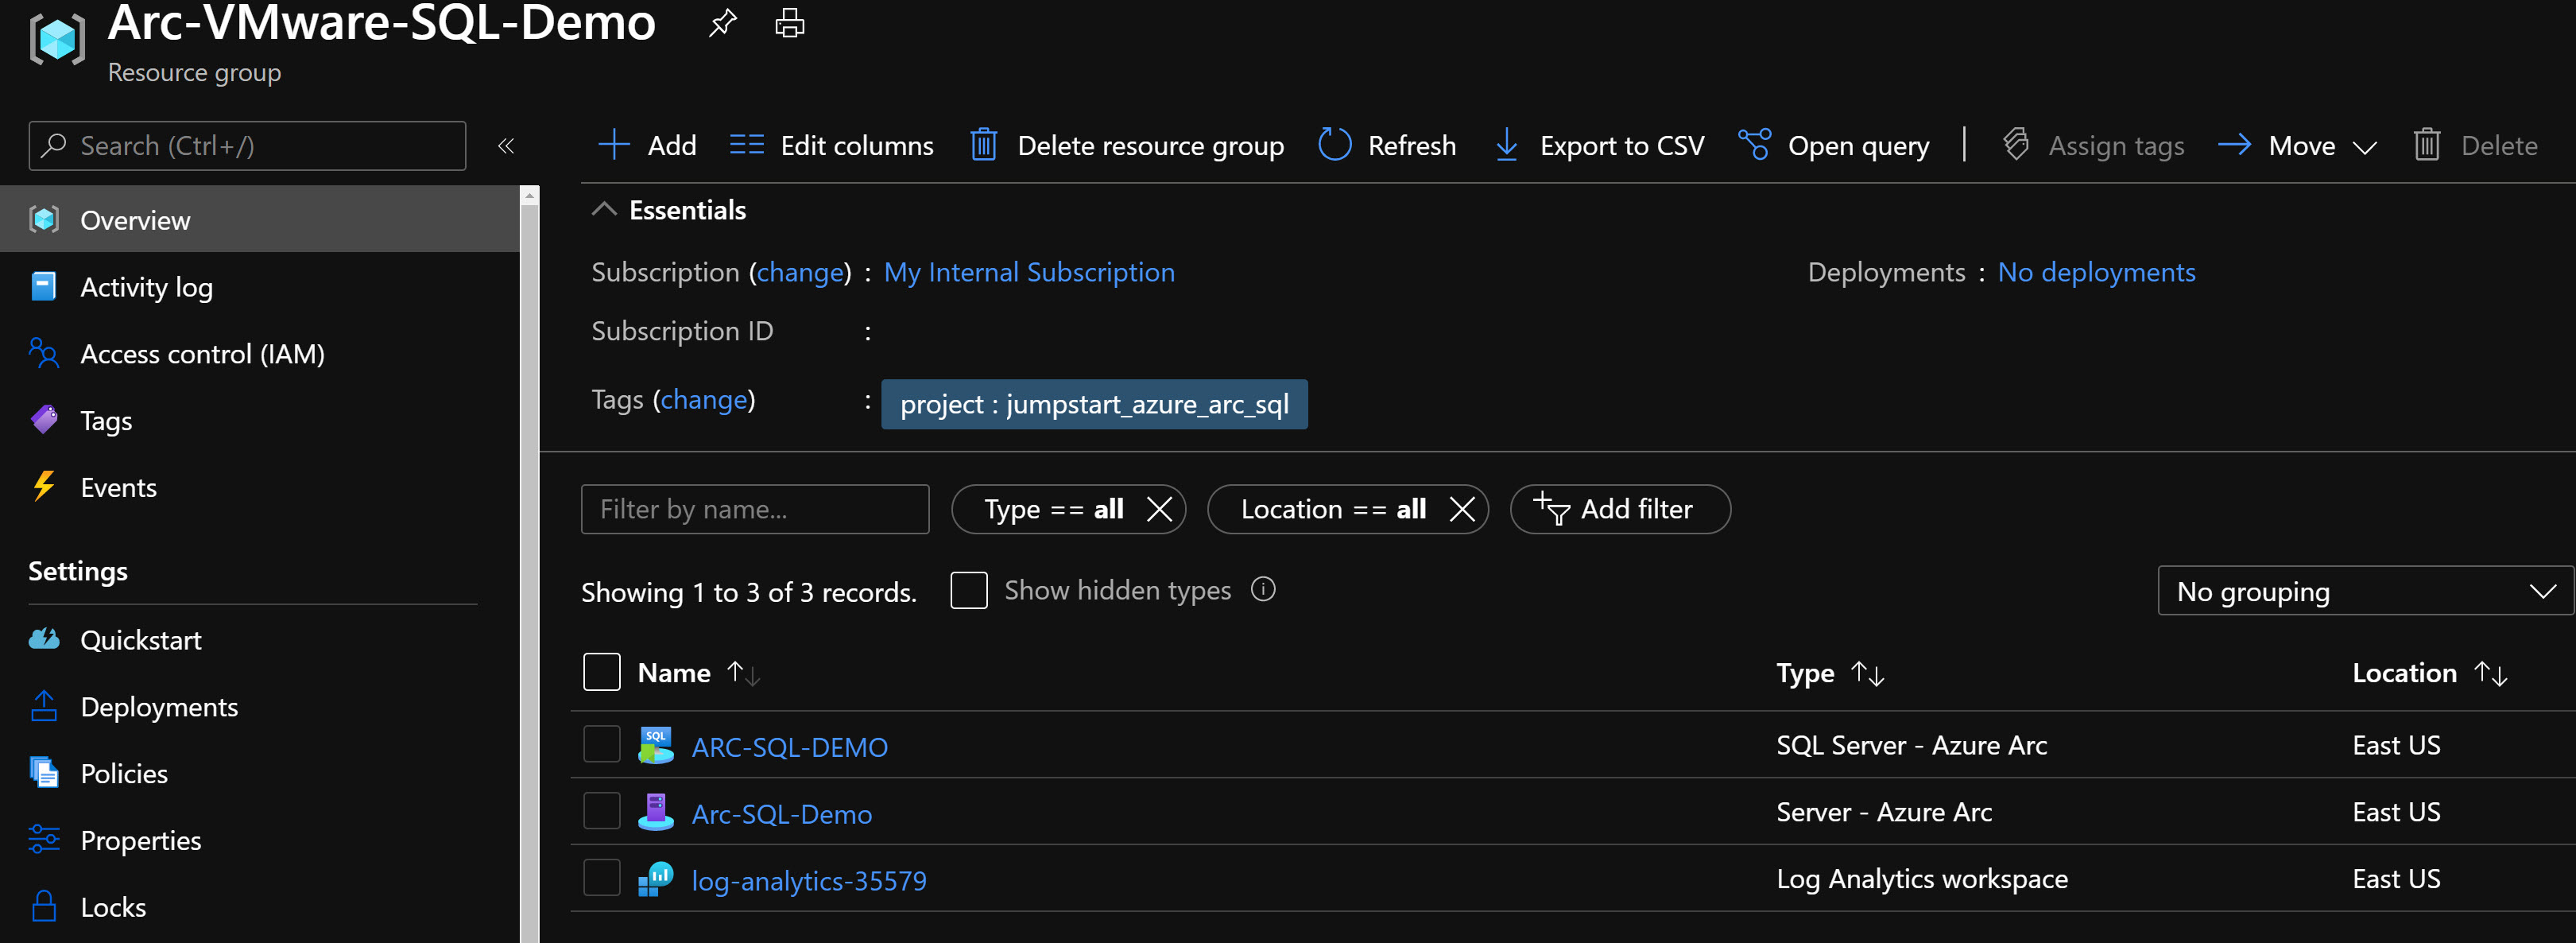 Arc-VMware-SQL-Demo
Resource group
Search (Ctrl+/)
Overview
Activity log
Access control (IAM)
Tags
Events
Settings
Quickstart
Deployments
Policies
Properties
Locks
Add Edit columns Delete resource group Refresh Export to CSV Open query Assign tags Move Delete
Essentials
Subscription (change) : My Internal Subscription
Deployments : No deployments
Subscription ID :
Tags (change) : project : jumpstart_azure_arc_sql
Filter by name... Type == all Location == all Add filter
Showing 1 to 3 of 3 records. Show hidden types No grouping
Name Type Location
SQL ARC-SQL-DEMO SQL Server - Azure Arc East US
Arc-SQL-Demo Server - Azure Arc East US
log-analytics-35579 Log Analytics workspace East US